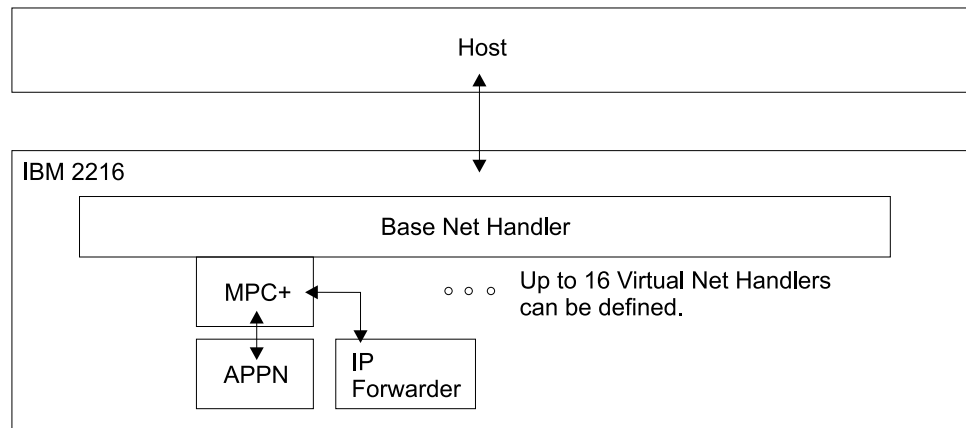 Host
IBM 2216
Base Net Handler
MPC+
Up to 16 Virtual Net Handlers
can be defined.
APPN
IP
Forwarder